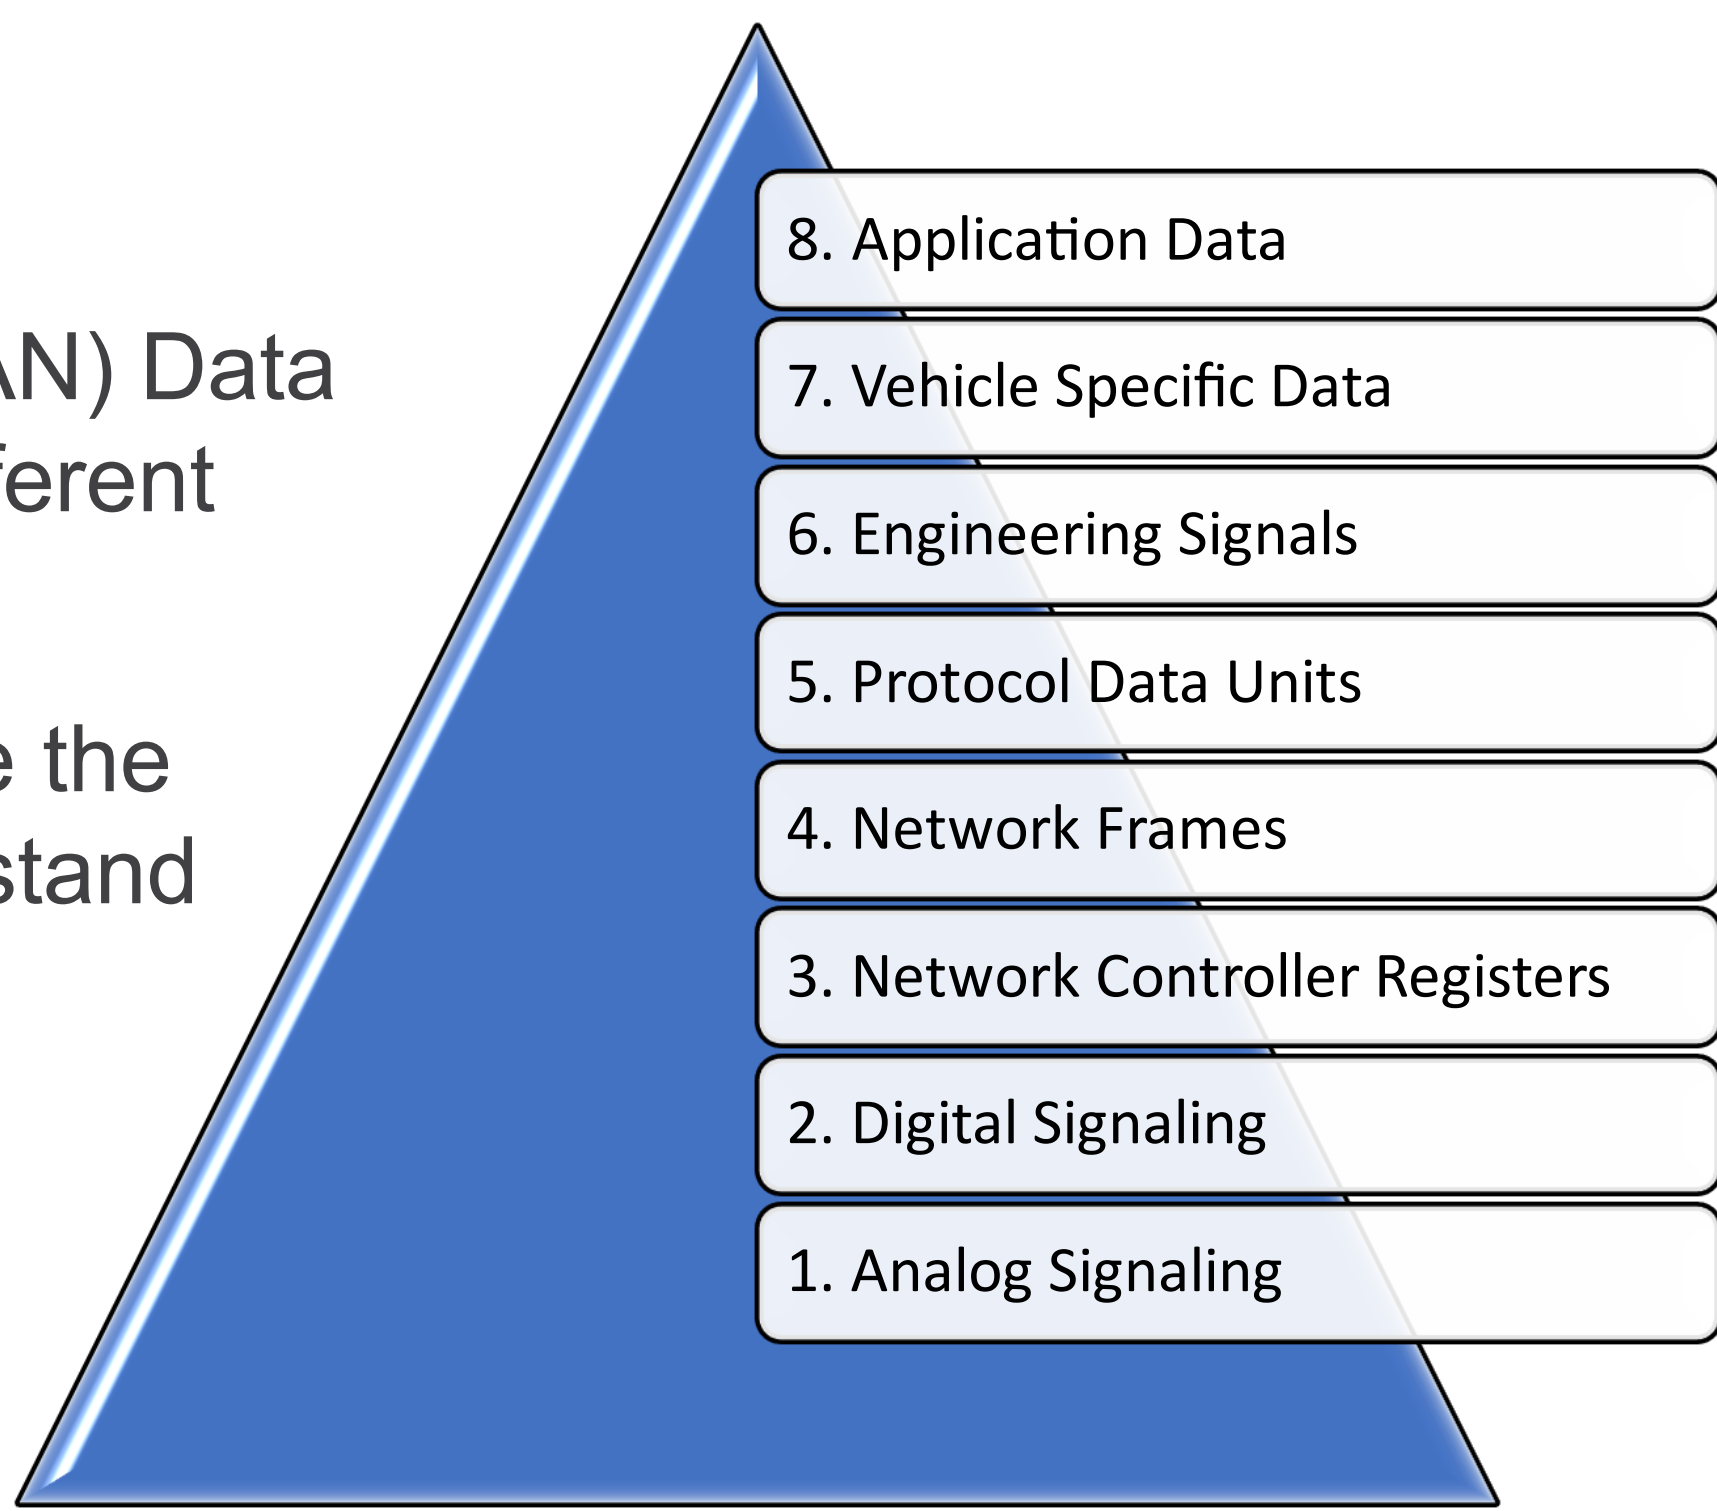 AN) Data
ferent
e the
stand
8. Application Data
7. Vehicle Specific Data
6. Engineering Signals
5. Protocol Data Units
4. Network Frames
3. Network Controller Registers
2. Digital Signaling
1. Analog Signaling